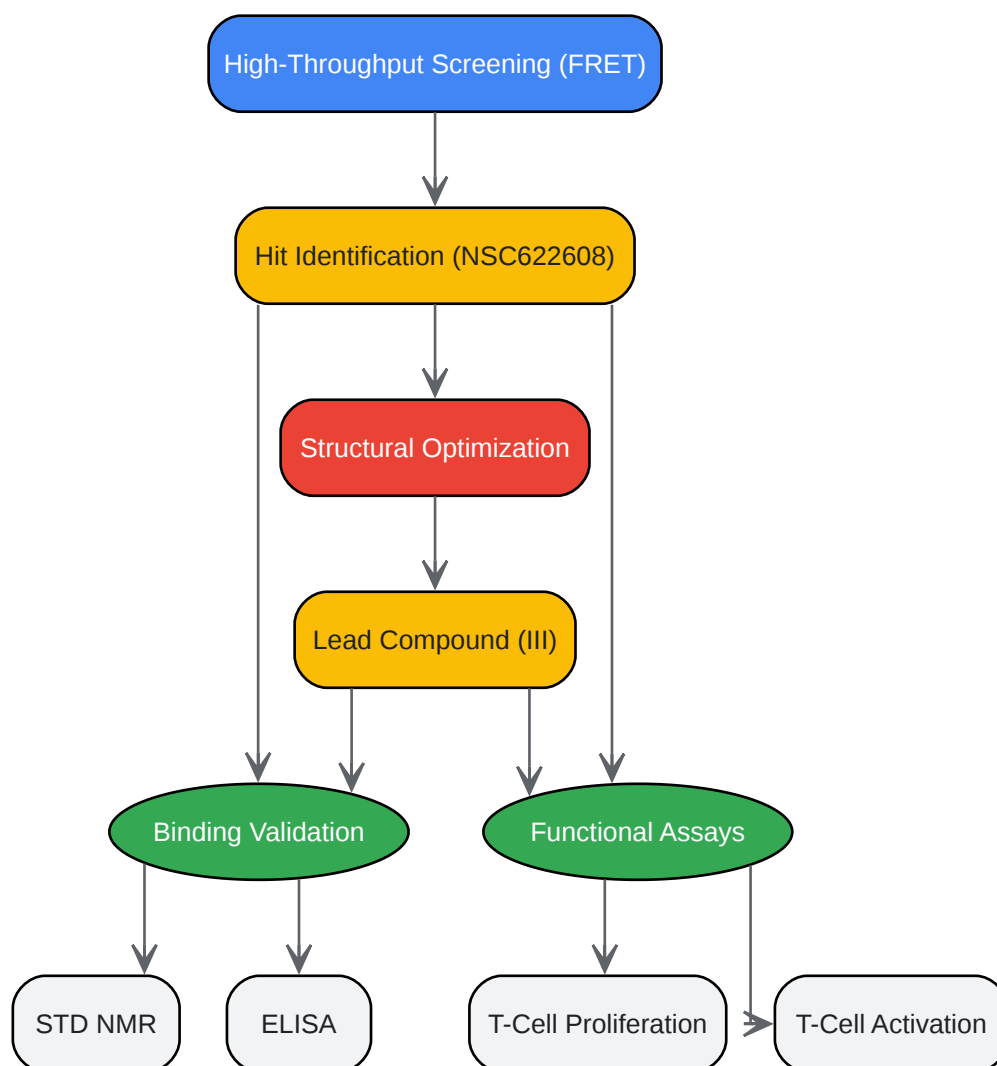 High-Throughput Screening (FRET)
Hit Identification (NSC622608)
Structural Optimization
Lead Compound (III)
Binding Validation
Functional Assays
STD NMR
ELISA
T-Cell Proliferation
T-Cell Activation